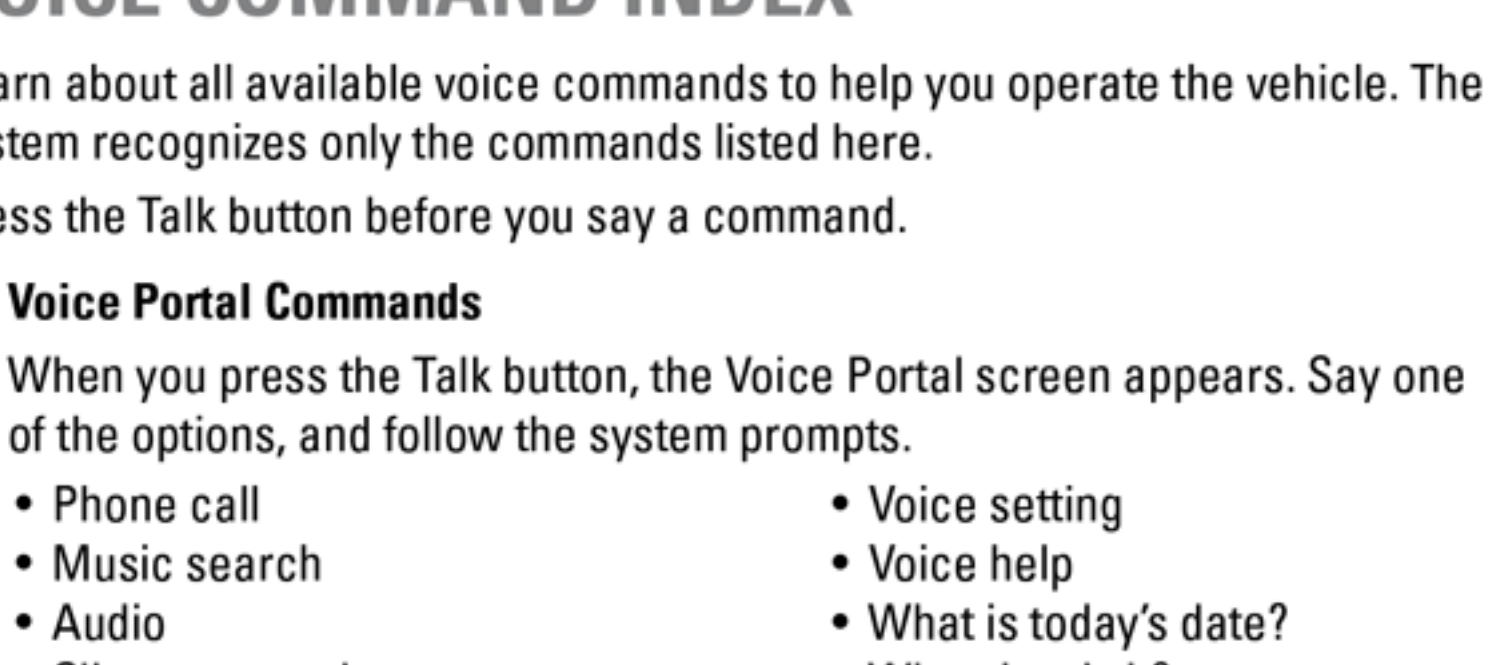 COMMAND INDEX
about all available voice commands to help you operate the vehicle. The
recognizes only the commands listed here.
the Talk button before you say a command.
Voice Portal Commands
When you press the Talk button, the Voice Portal screen appears. Say one
of the options, and follow the system prompts.
• Phone call
• Music search
• Audio
• Voice setting
• Voice help
• What is today's date?